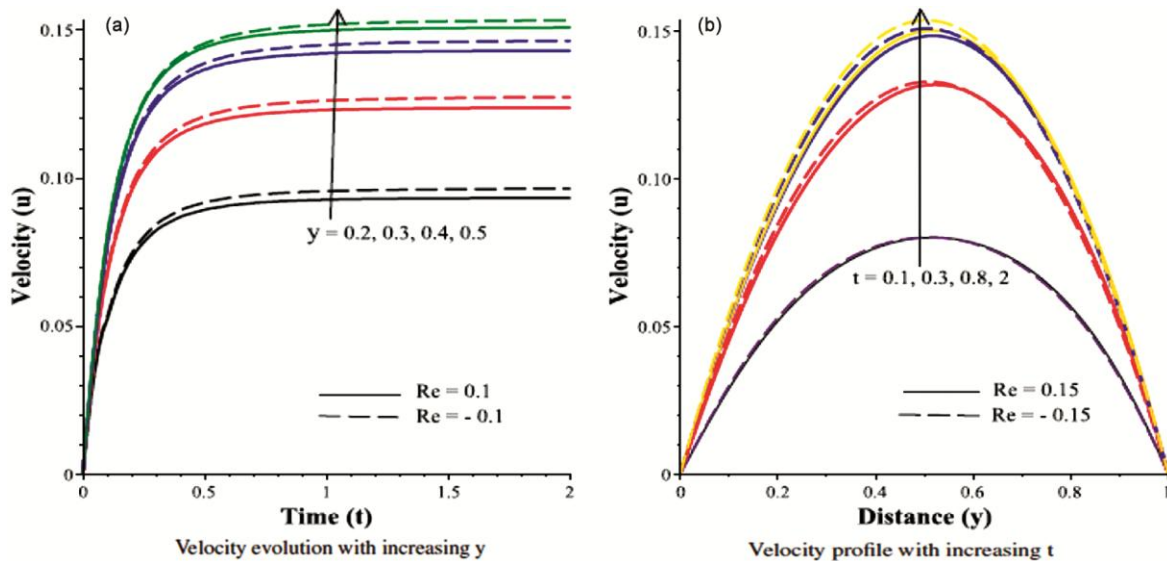 (a)
0.15
0.10
0.05
0
Velocity (u)
y = 0.2, 0.3, 0.4, 0.5
Re = 0.1
Re = - 0.1
0 0.5 1 1.5 2
Time (t)
Velocity evolution with increasing y
(b)
0.15
0.10
0.05
0
Velocity (u)
t = 0.1, 0.3, 0.8, 2
Re = 0.15
Re = - 0.15
0 0.2 0.4 0.6 0.8 1
Distance (y)
Velocity profile with increasing t